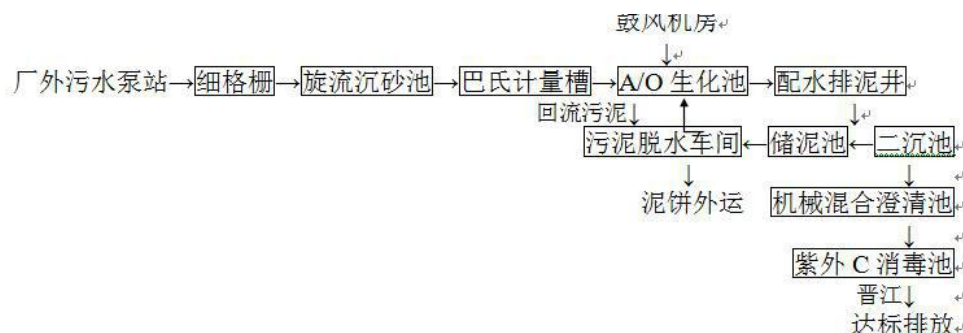 鼓风机房
↓
厂外污水泵站→细格栅→旋流沉砂池→巴氏计量槽→A/O 生化池→配水排泥井
回流污泥↓ ↓
污泥脱水车间←储泥池←二沉池
↓ ↓
泥饼外运 机械混合澄清池
↓
紫外 C 消毒池
晋江↓
达标排放